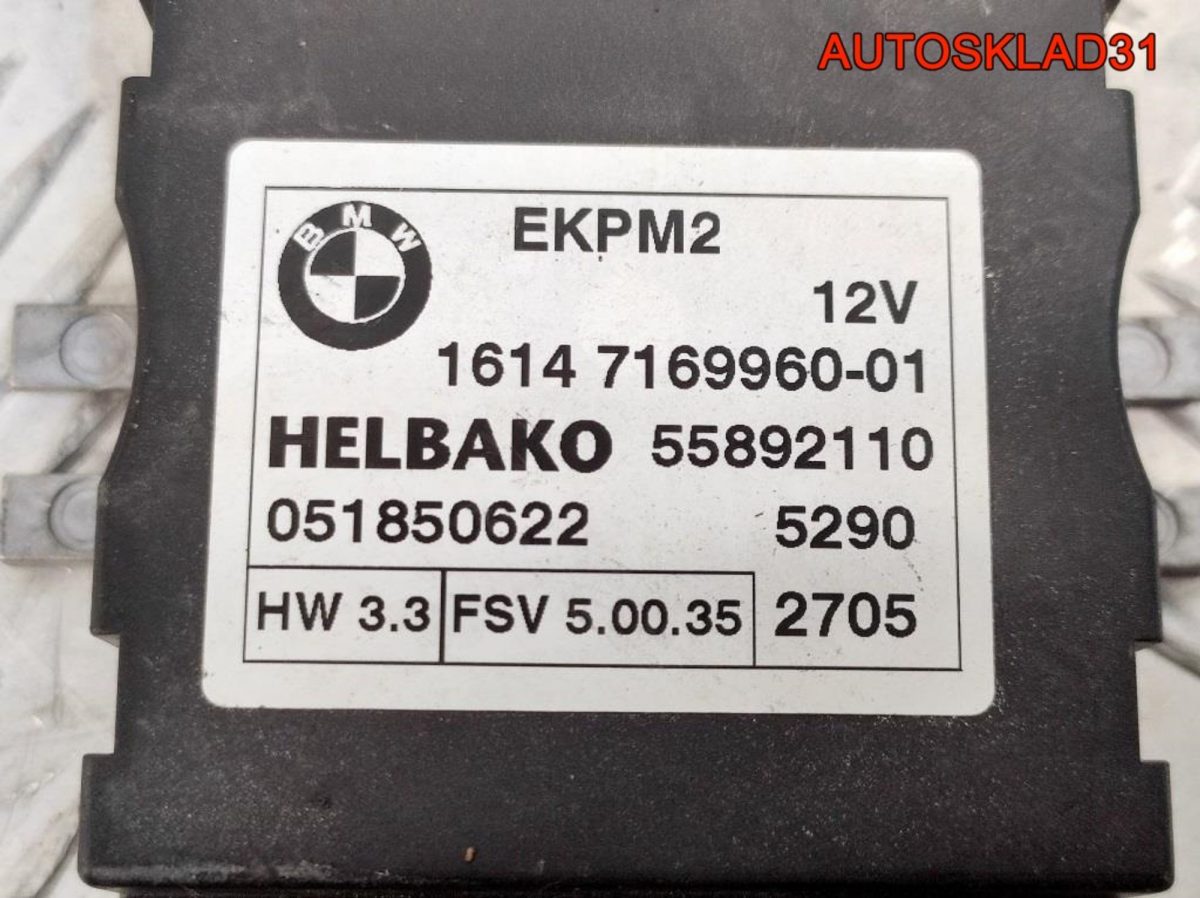 AUTOSKLAD31
BMW
EKPM2
12V
1614 7169960-01
HELBAKO 55892110
051850622 5290
HW 3.3 FSV 5.00.35 2705